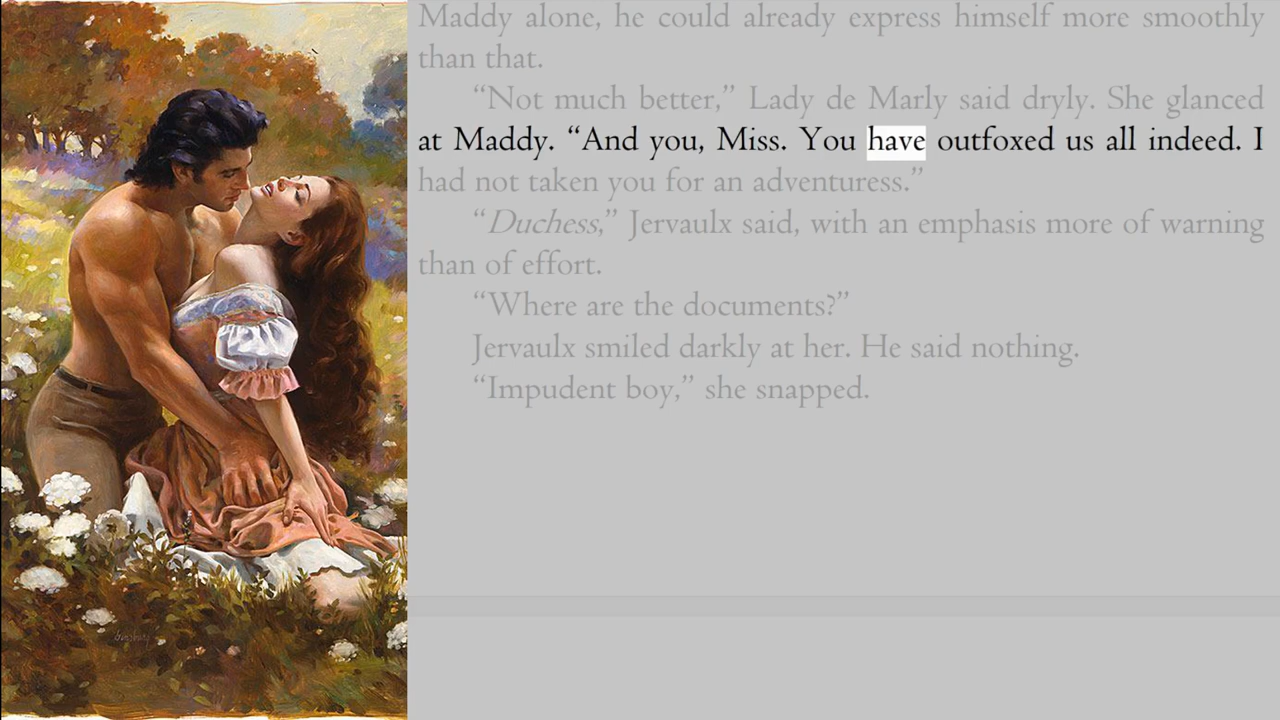 Maddy alone, he could already express himself more smoothly
than that.
“Not much better,” Lady de Marly said dryly. She glanced
at Maddy. “And you, Miss. You have outfoxed us all indeed. I
had not taken you for an adventuress.”
“Duchess,” Jervaulx said, with an emphasis more of warning
than of effort.
“Where are the documents?”
Jervaulx smiled darkly at her. He said nothing.
“Impudent boy,” she snapped.